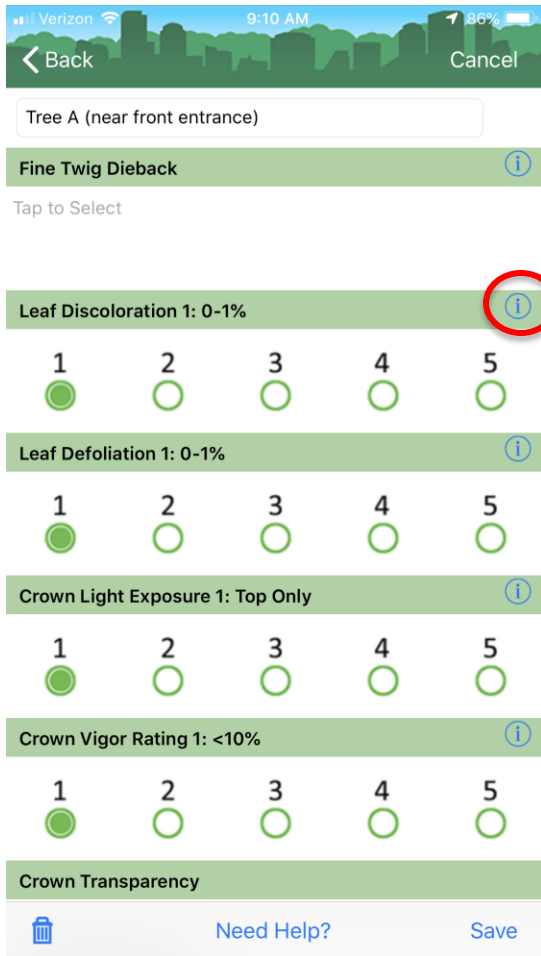 Verizon 9:10 AM 86%
Back Cancel
Tree A (near front entrance)
Fine Twig Dieback i
Tap to Select
Leaf Discoloration 1: 0-1% i
1 2 3 4 5
Leaf Defoliation 1: 0-1% i
1 2 3 4 5
Crown Light Exposure 1: Top Only i
1 2 3 4 5
Crown Vigor Rating 1: <10% i
1 2 3 4 5
Crown Transparency
Need Help? Save